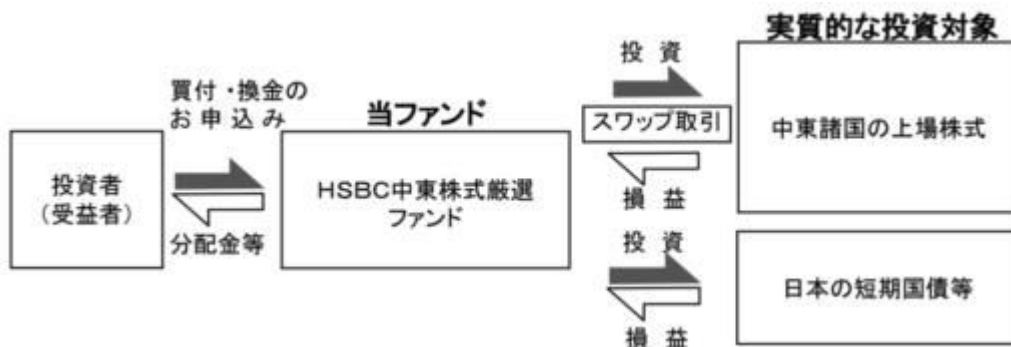 実質的な投資対象
投 資
買付・換金の
お 申 込 み
当ファンド
スワップ取引
中東諸国の上場株式
投資者
(受益者)
HSBC中東株式厳選
ファンド
損 益
分配金等
投 資
日本の短期国債等
損 益